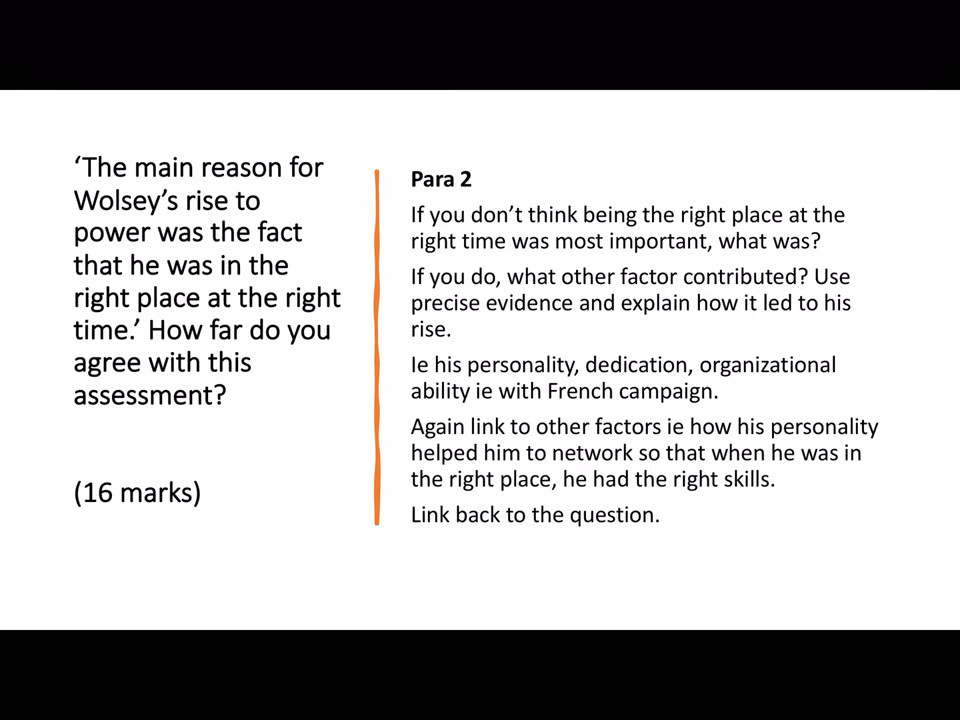 ‘The main reason for
Wolsey’s rise to
power was the fact
that he was in the
right place at the right
time.’ How far do you
agree with this
assessment?
(16 marks)
Para 2
If you don’t think being the right place at the
right time was most important, what was?
If you do, what other factor contributed? Use
precise evidence and explain how it led to his
rise.
Ie his personality, dedication, organizational
ability ie with French campaign.
Again link to other factors ie how his personality
helped him to network so that when he was in
the right place, he had the right skills.
Link back to the question.